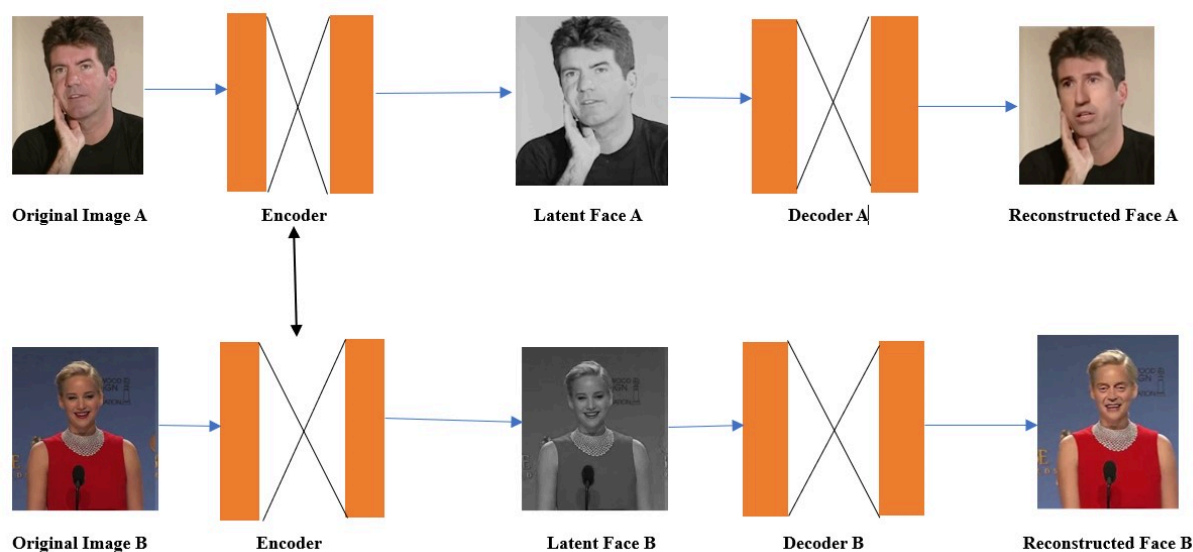 Original Image A
Encoder
Latent Face A
Decoder A
Reconstructed Face A
Original Image B
Encoder
Latent Face B
Decoder B
Reconstructed Face B